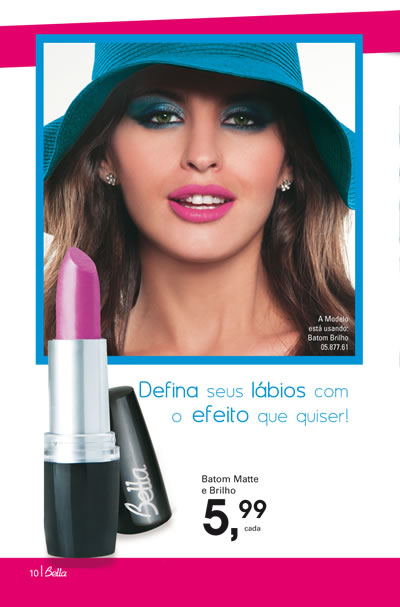 A Modelo
está usando:
Batom Brilho
05.877.61
Defina seus lábios com
o efeito que quiser!
Batom Matte
e Brilho
5,99
cada
Bella
10 | Bella